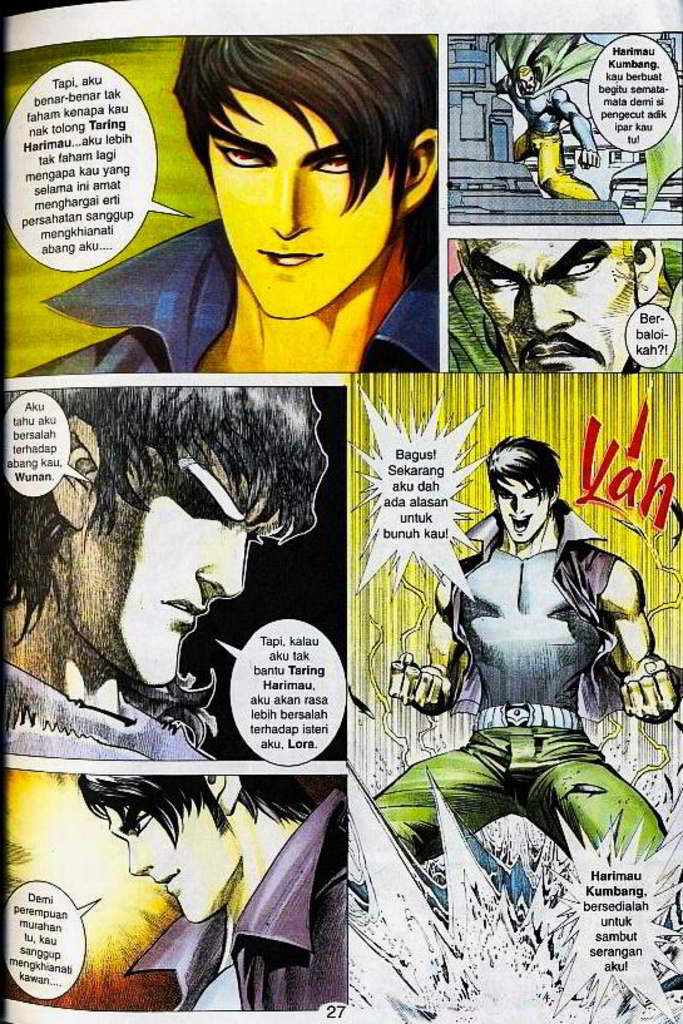 Tapi, aku
benar-benar tak
faham kenapa kau
nak tolong Taring
Harimau...aku lebih
tak faham lagi
mengapa kau yang
selama ini amat
menghargai erti
persahatan sanggup
mengkhianati
abang aku....
Harimau
Kumbang,
kau berbuat
begitu semata-
mata demi si
pengecut adik
ipar kau
tu!
Ber-
baloi-
kah?!
Aku
tahu aku
bersalah
terhadap
abang kau,
Wunan.
Tapi, kalau
aku tak
bantu Taring
Harimau,
aku akan rasa
lebih bersalah
terhadap isteri
aku, Lora.
Demi
perempuan
murahan
tu, kau
sanggup
mengkhianati
kawan....
Bagus!
Sekarang
aku dah
ada alasan
untuk
bunuh kau!
Yah
Harimau
Kumbang,
bersedialah
untuk
sambut
serangan
aku!
27